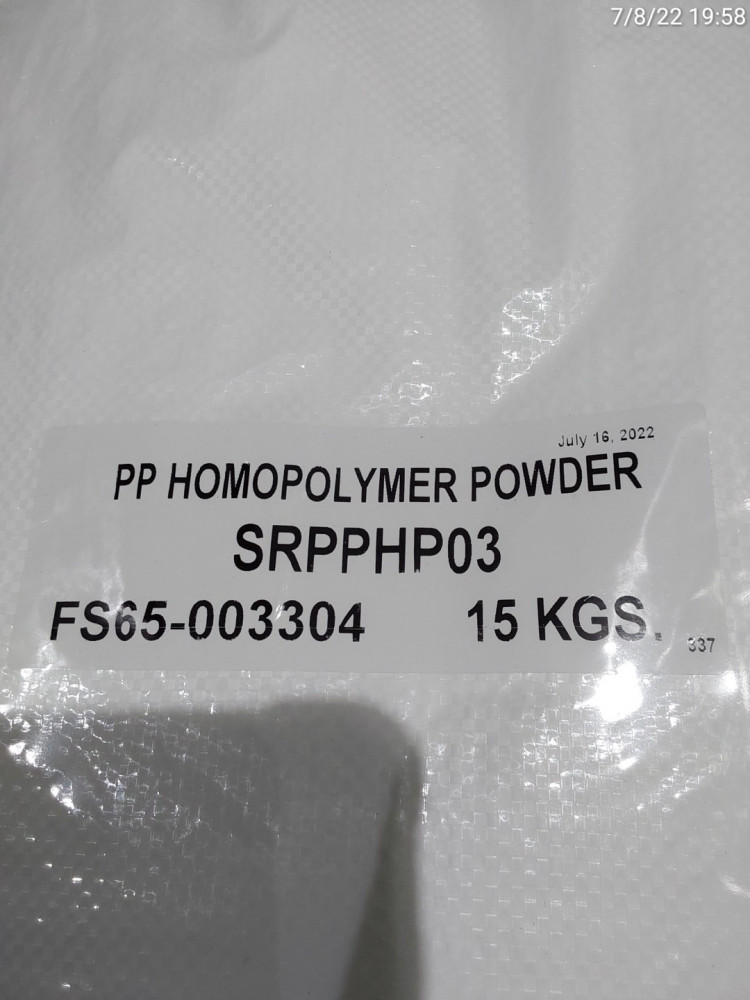 7/8/22 19:58
July 16, 2022
PP HOMOPOLYMER POWDER
SRPPHP03
FS65-003304 15 KGS.
337